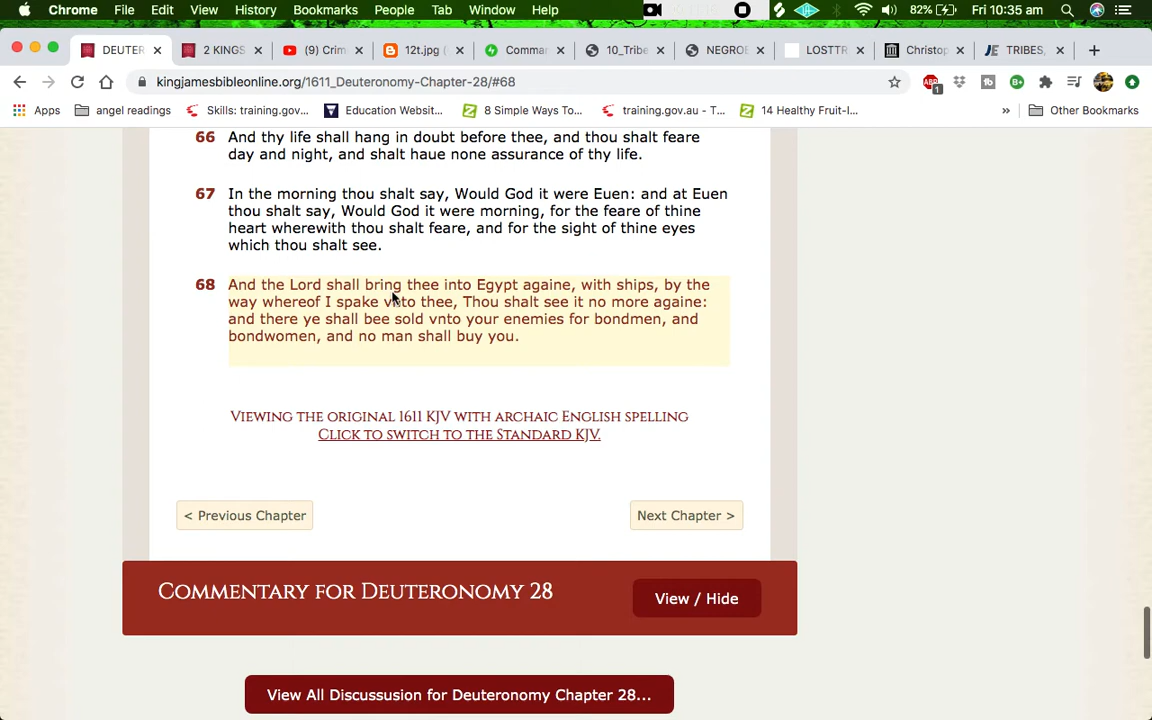 Chrome File Edit View History Bookmarks People Tab Window Help 82% Fri 10:35 am
DEUTER 2 KINGS (9) Crim 12t.jpg ( Comma 10_Tribe NEGROE LOSTTR Christop TRIBES,
kingjamesbibleonline.org/1611_Deuteronomy-Chapter-28/#68
Apps angel readings Skills: training.gov... Education Websit... 8 Simple Ways To... training.gov.au - T... 14 Healthy Fruit-I... » Other Bookmarks
66 And thy life shall hang in doubt before thee, and thou shalt feare
day and night, and shalt haue none assurance of thy life.
67 In the morning thou shalt say, Would God it were Euen: and at Euen
thou shalt say, Would God it were morning, for the feare of thine
heart wherewith thou shalt feare, and for the sight of thine eyes
which thou shalt see.
68 And the Lord shall bring thee into Egypt againe, with ships, by the
way whereof I spake vnto thee, Thou shalt see it no more againe:
and there ye shall bee sold vnto your enemies for bondmen, and
bondwomen, and no man shall buy you.
Viewing the original 1611 KJV with archaic English spelling
Click to switch to the Standard KJV.
< Previous Chapter Next Chapter >
Commentary for Deuteronomy 28 View / Hide
View All Discussusion for Deuteronomy Chapter 28...